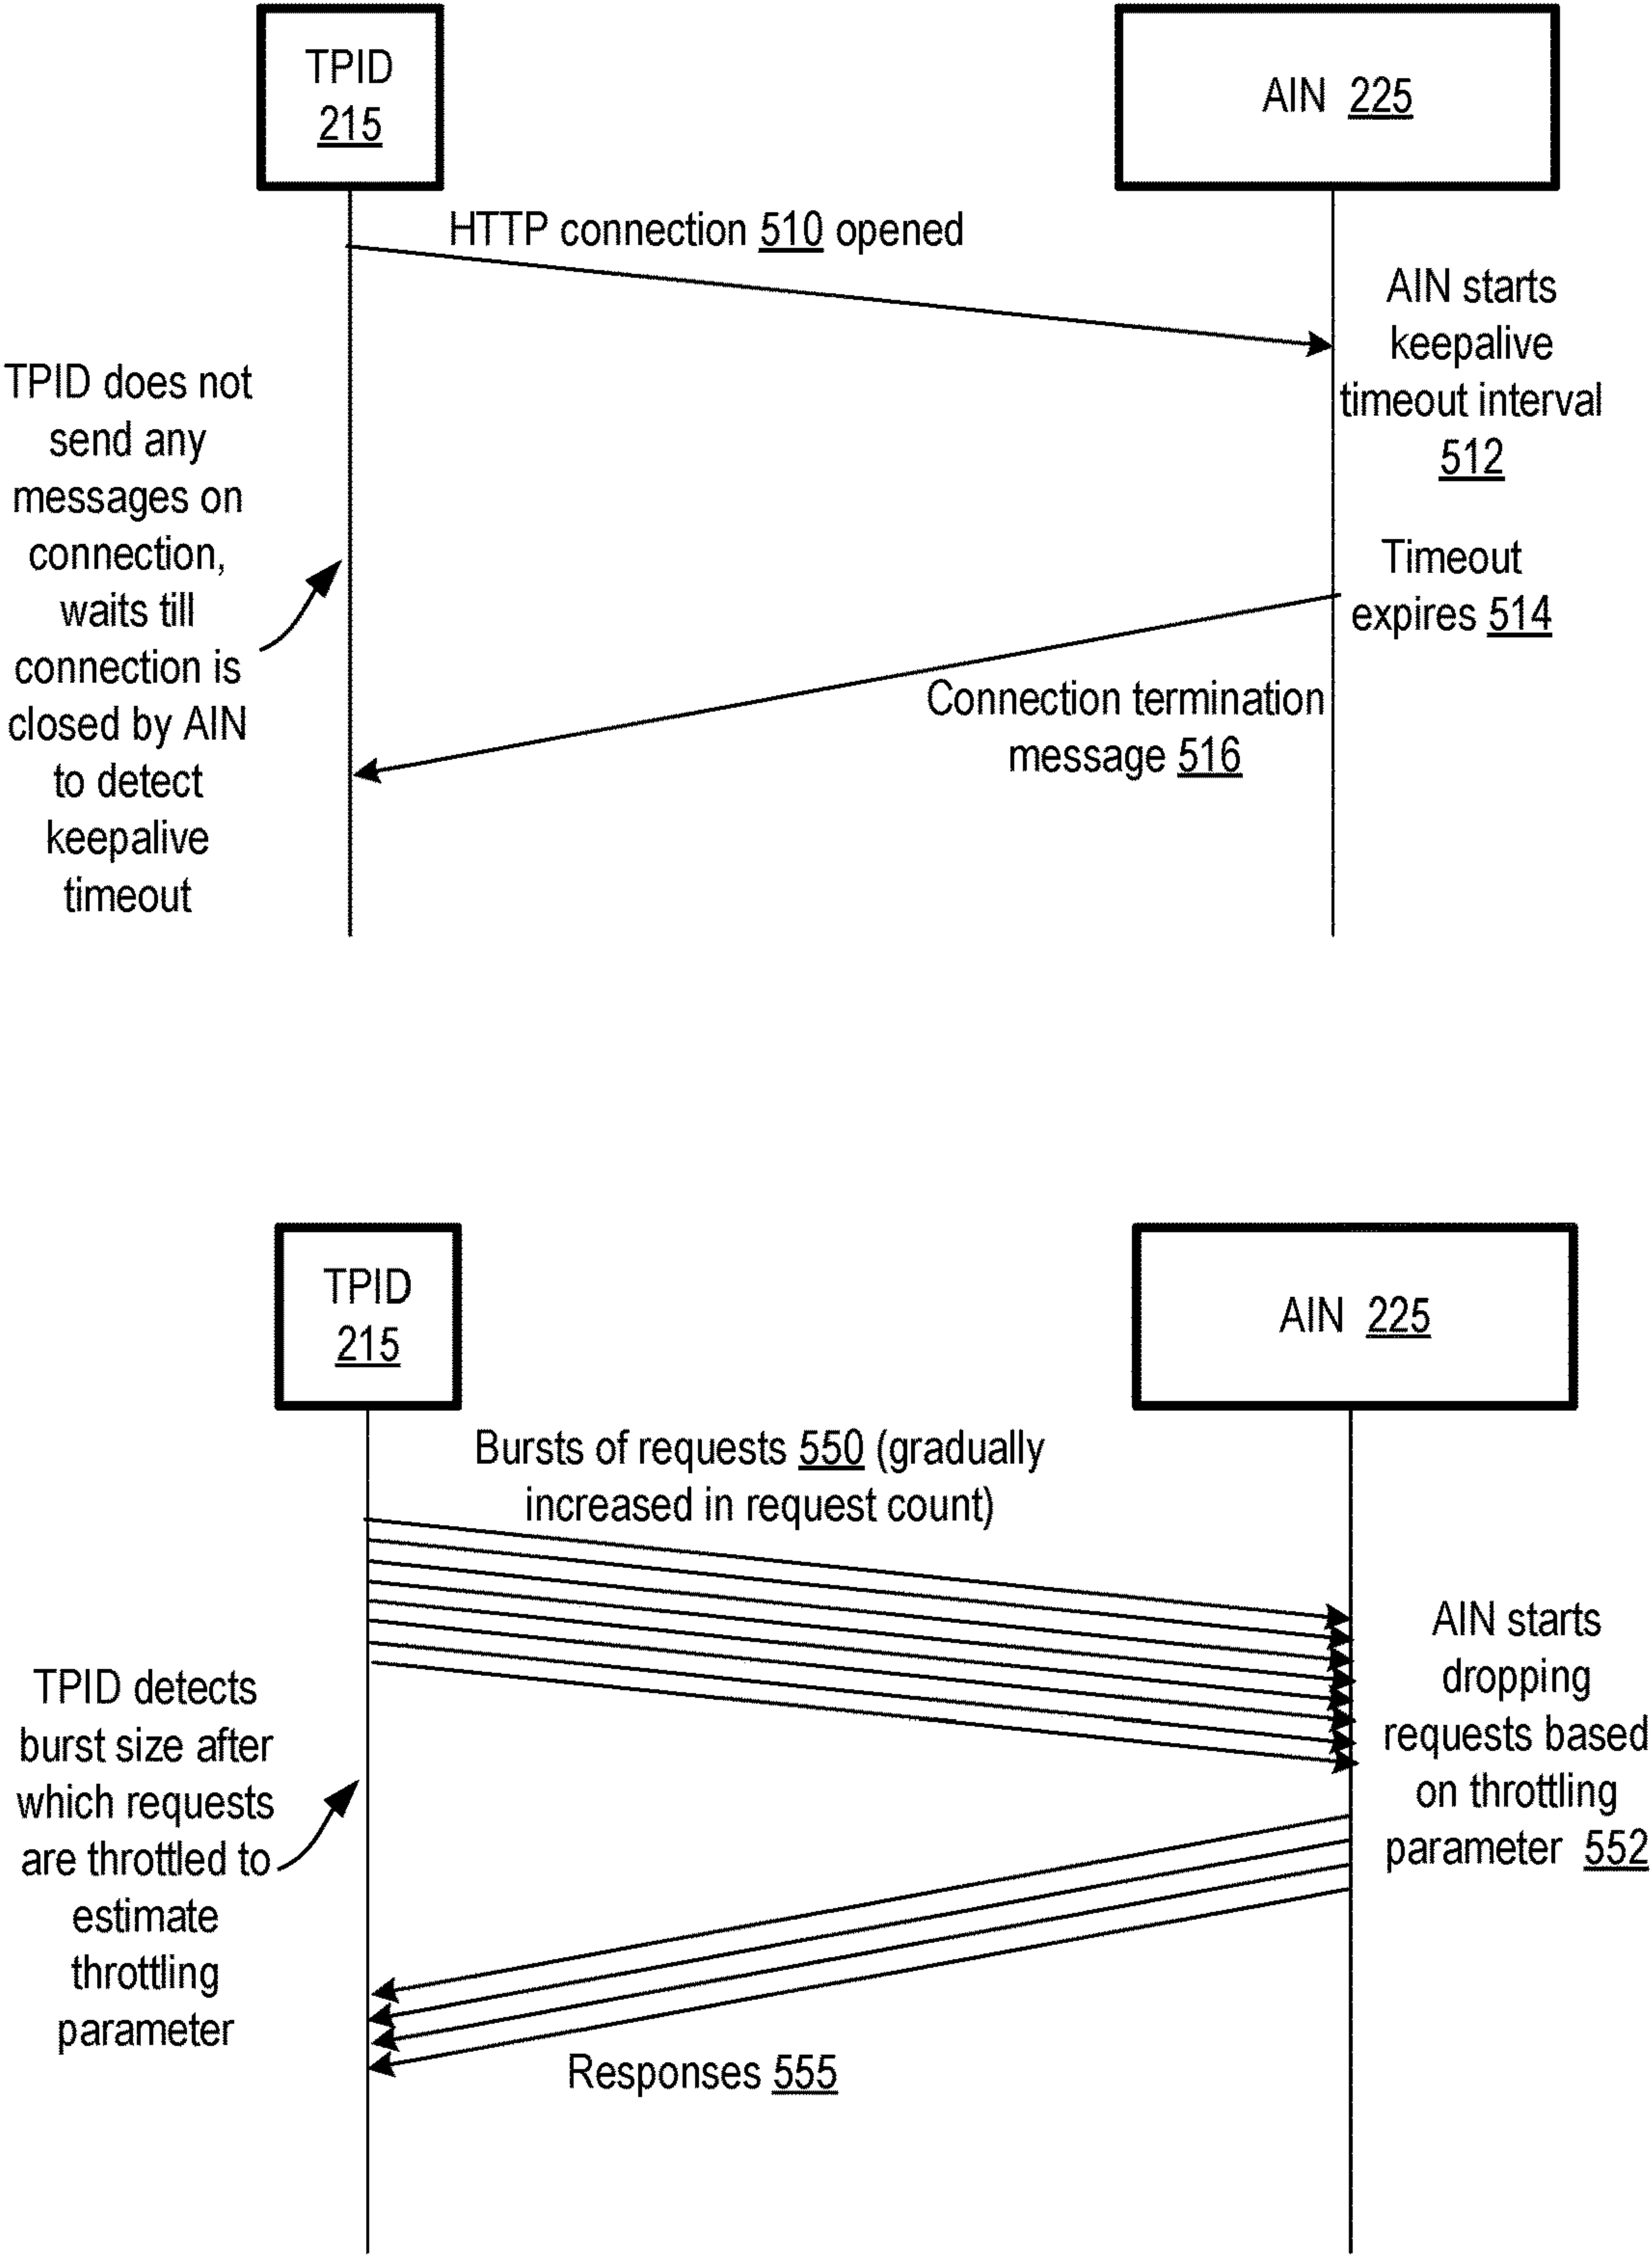 TPID
215
AIN 225
HTTP connection 510 opened
AIN starts
keepalive
timeout interval
512
TPID does not
send any
messages on
connection,
waits till
connection is
closed by AIN
to detect
keepalive
timeout
Timeout
expires 514
Connection termination
message 516
TPID
215
AIN 225
Bursts of requests 550 (gradually
increased in request count)
AIN starts
dropping
requests based
on throttling
parameter 552
TPID detects
burst size after
which requests
are throttled to
estimate
throttling
parameter
Responses 555